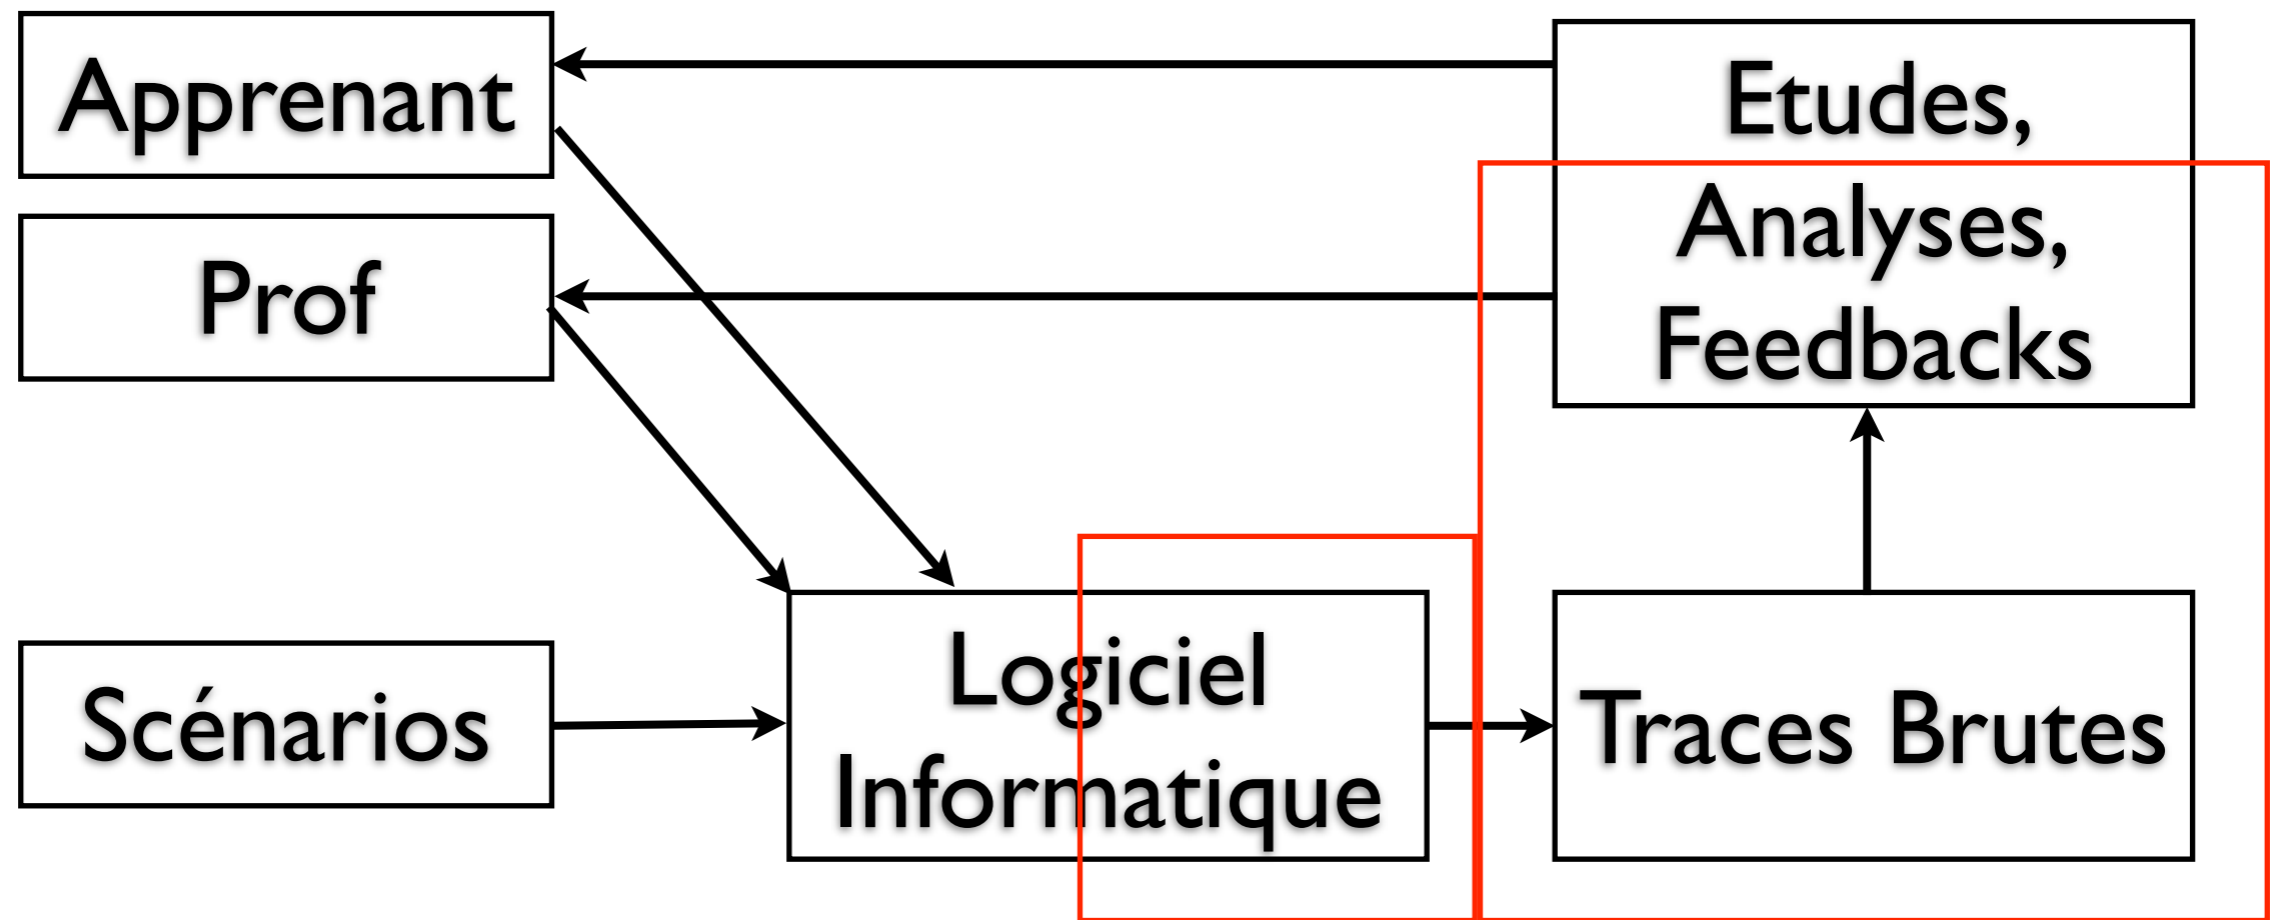 Apprenant
Prof
Scénarios
Logiciel
Informatique
Etudes,
Analyses,
Feedbacks
Traces Brutes